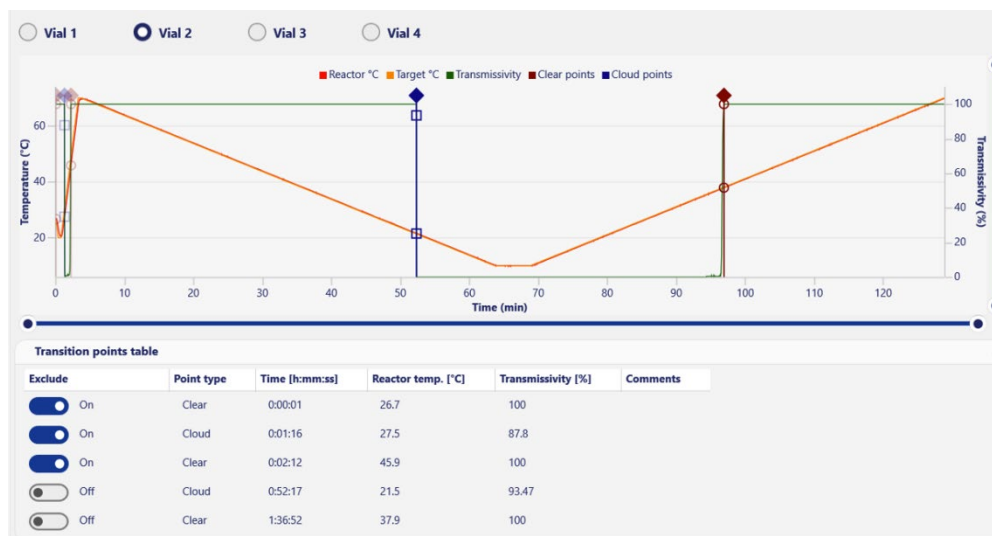 Vial 1 Vial 2 Vial 3 Vial 4
Reactor °C Target °C Transmissivity Clear points Cloud points
Temperature (°C)
60
40
20
Transmissivity (%)
100
80
60
40
20
0
0 10 20 30 40 50 60 70 80 90 100 110 120
Time (min)
Transition points table
Exclude Point type Time [h:mm:ss] Reactor temp. [°C] Transmissivity [%] Comments
On Clear 0:00:01 26.7 100
On Cloud 0:01:16 27.5 87.8
On Clear 0:02:12 45.9 100
Off Cloud 0:52:17 21.5 93.47
Off Clear 1:36:52 37.9 100